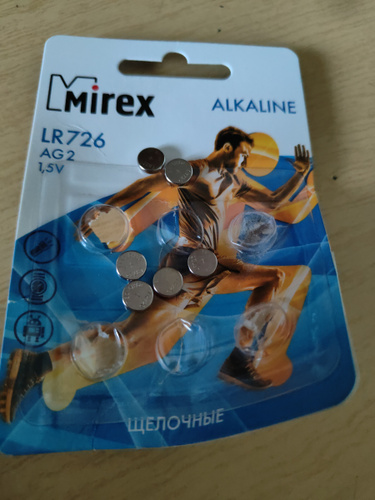 Mirex
ALKALINE
LR726
AG2
1,5V
ЩЕЛОЧНЫЕ